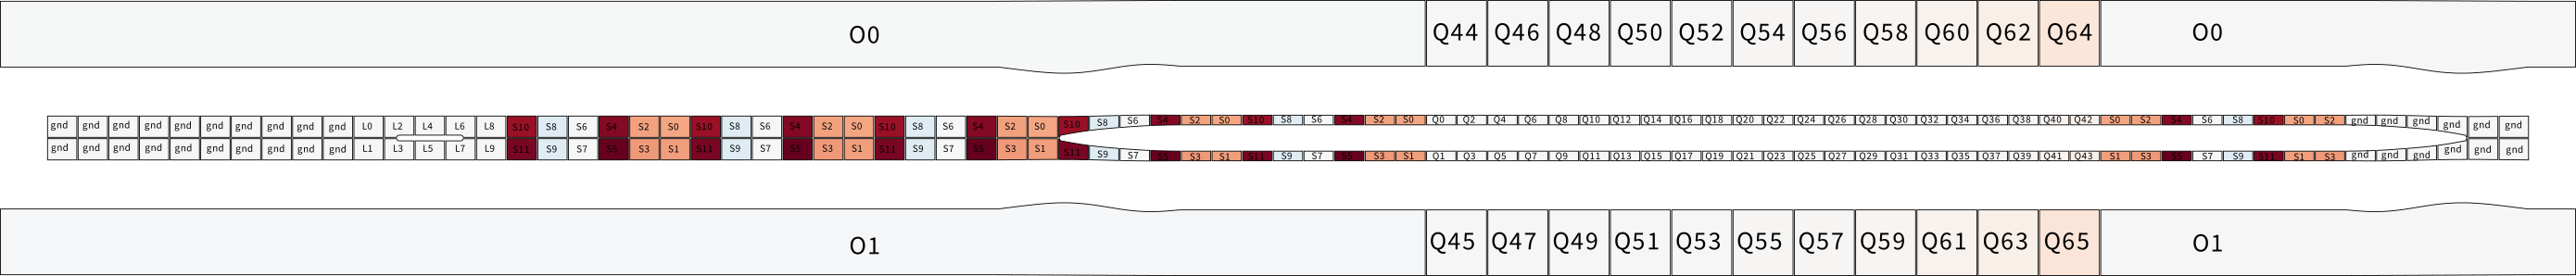 O0 Q44 Q46 Q48 Q50 Q52 Q54 Q56 Q58 Q60 Q62 Q64 O0
gnd gnd gnd gnd gnd gnd gnd gnd gnd gnd L0 L2 L4 L6 L8 S10 S8 S6 S4 S2 S0 S10 S8 S6 S4 S2 S0 S10 S8 S6 S4 S2 S0 S10 S8 S6 S4 S2 S0 S10 S8 S6 S4 S2 S0 Q0 Q2 Q4 Q6 Q8 Q10 Q12 Q14 Q16 Q18 Q20 Q22 Q24 Q26 Q28 Q30 Q32 Q34 Q36 Q38 Q40 Q42 S0 S2 S4 S6 S8 S10 S0 S2 gnd gnd gnd gnd gnd gnd
gnd gnd gnd gnd gnd gnd gnd gnd gnd gnd L1 L3 L5 L7 L9 S11 S9 S7 S5 S3 S1 S11 S9 S7 S5 S3 S1 S11 S9 S7 S5 S3 S1 S11 S9 S7 S5 S3 S1 S11 S9 S7 S5 S3 S1 Q1 Q3 Q5 Q7 Q9 Q11 Q13 Q15 Q17 Q19 Q21 Q23 Q25 Q27 Q29 Q31 Q33 Q35 Q37 Q39 Q41 Q43 S1 S3 S5 S7 S9 S11 S1 S3 gnd gnd gnd gnd gnd gnd
O1 Q45 Q47 Q49 Q51 Q53 Q55 Q57 Q59 Q61 Q63 Q65 O1